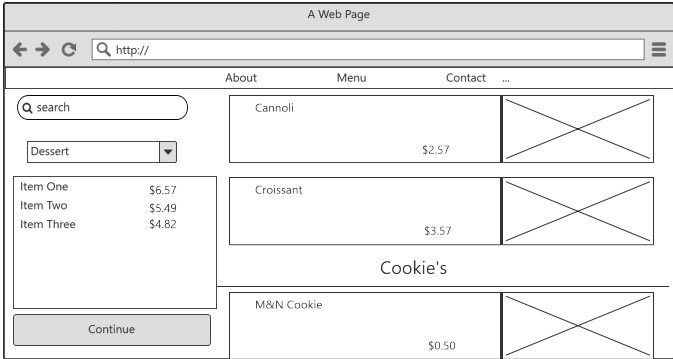 A Web Page
http://
About Menu Contact ...
search
Dessert
Item One $6.57
Item Two $5.49
Item Three $4.82
Continue
Cannoli
$2.57
Croissant
$3.57
Cookie's
M&N Cookie
$0.50